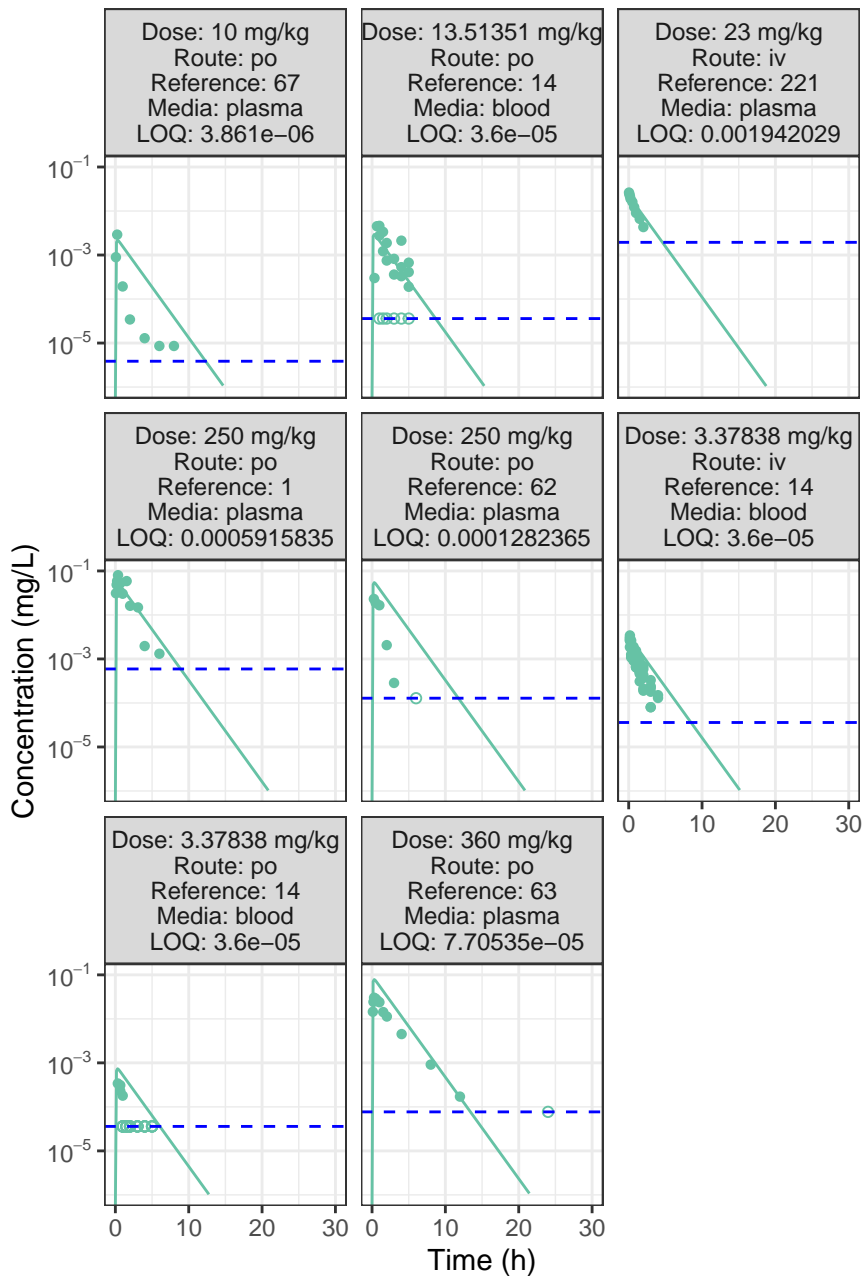 Dose: 10 mg/kg
Route: po
Reference: 67
Media: plasma
LOQ: 3.861e−06
Dose: 13.51351 mg/kg
Route: po
Reference: 14
Media: blood
LOQ: 3.6e−05
Dose: 23 mg/kg
Route: iv
Reference: 221
Media: plasma
LOQ: 0.001942029
10−1
10−3
10−5
Dose: 250 mg/kg
Route: po
Reference: 1
Media: plasma
LOQ: 0.0005915835
Dose: 250 mg/kg
Route: po
Reference: 62
Media: plasma
LOQ: 0.0001282365
Dose: 3.37838 mg/kg
Route: iv
Reference: 14
Media: blood
LOQ: 3.6e−05
10−1
10−3
10−5
Concentration (mg/L)
0 10 20 30
Dose: 3.37838 mg/kg
Route: po
Reference: 14
Media: blood
LOQ: 3.6e−05
Dose: 360 mg/kg
Route: po
Reference: 63
Media: plasma
LOQ: 7.70535e−05
10−1
10−3
10−5
0 10 20 30
0 10 20 30
Time (h)